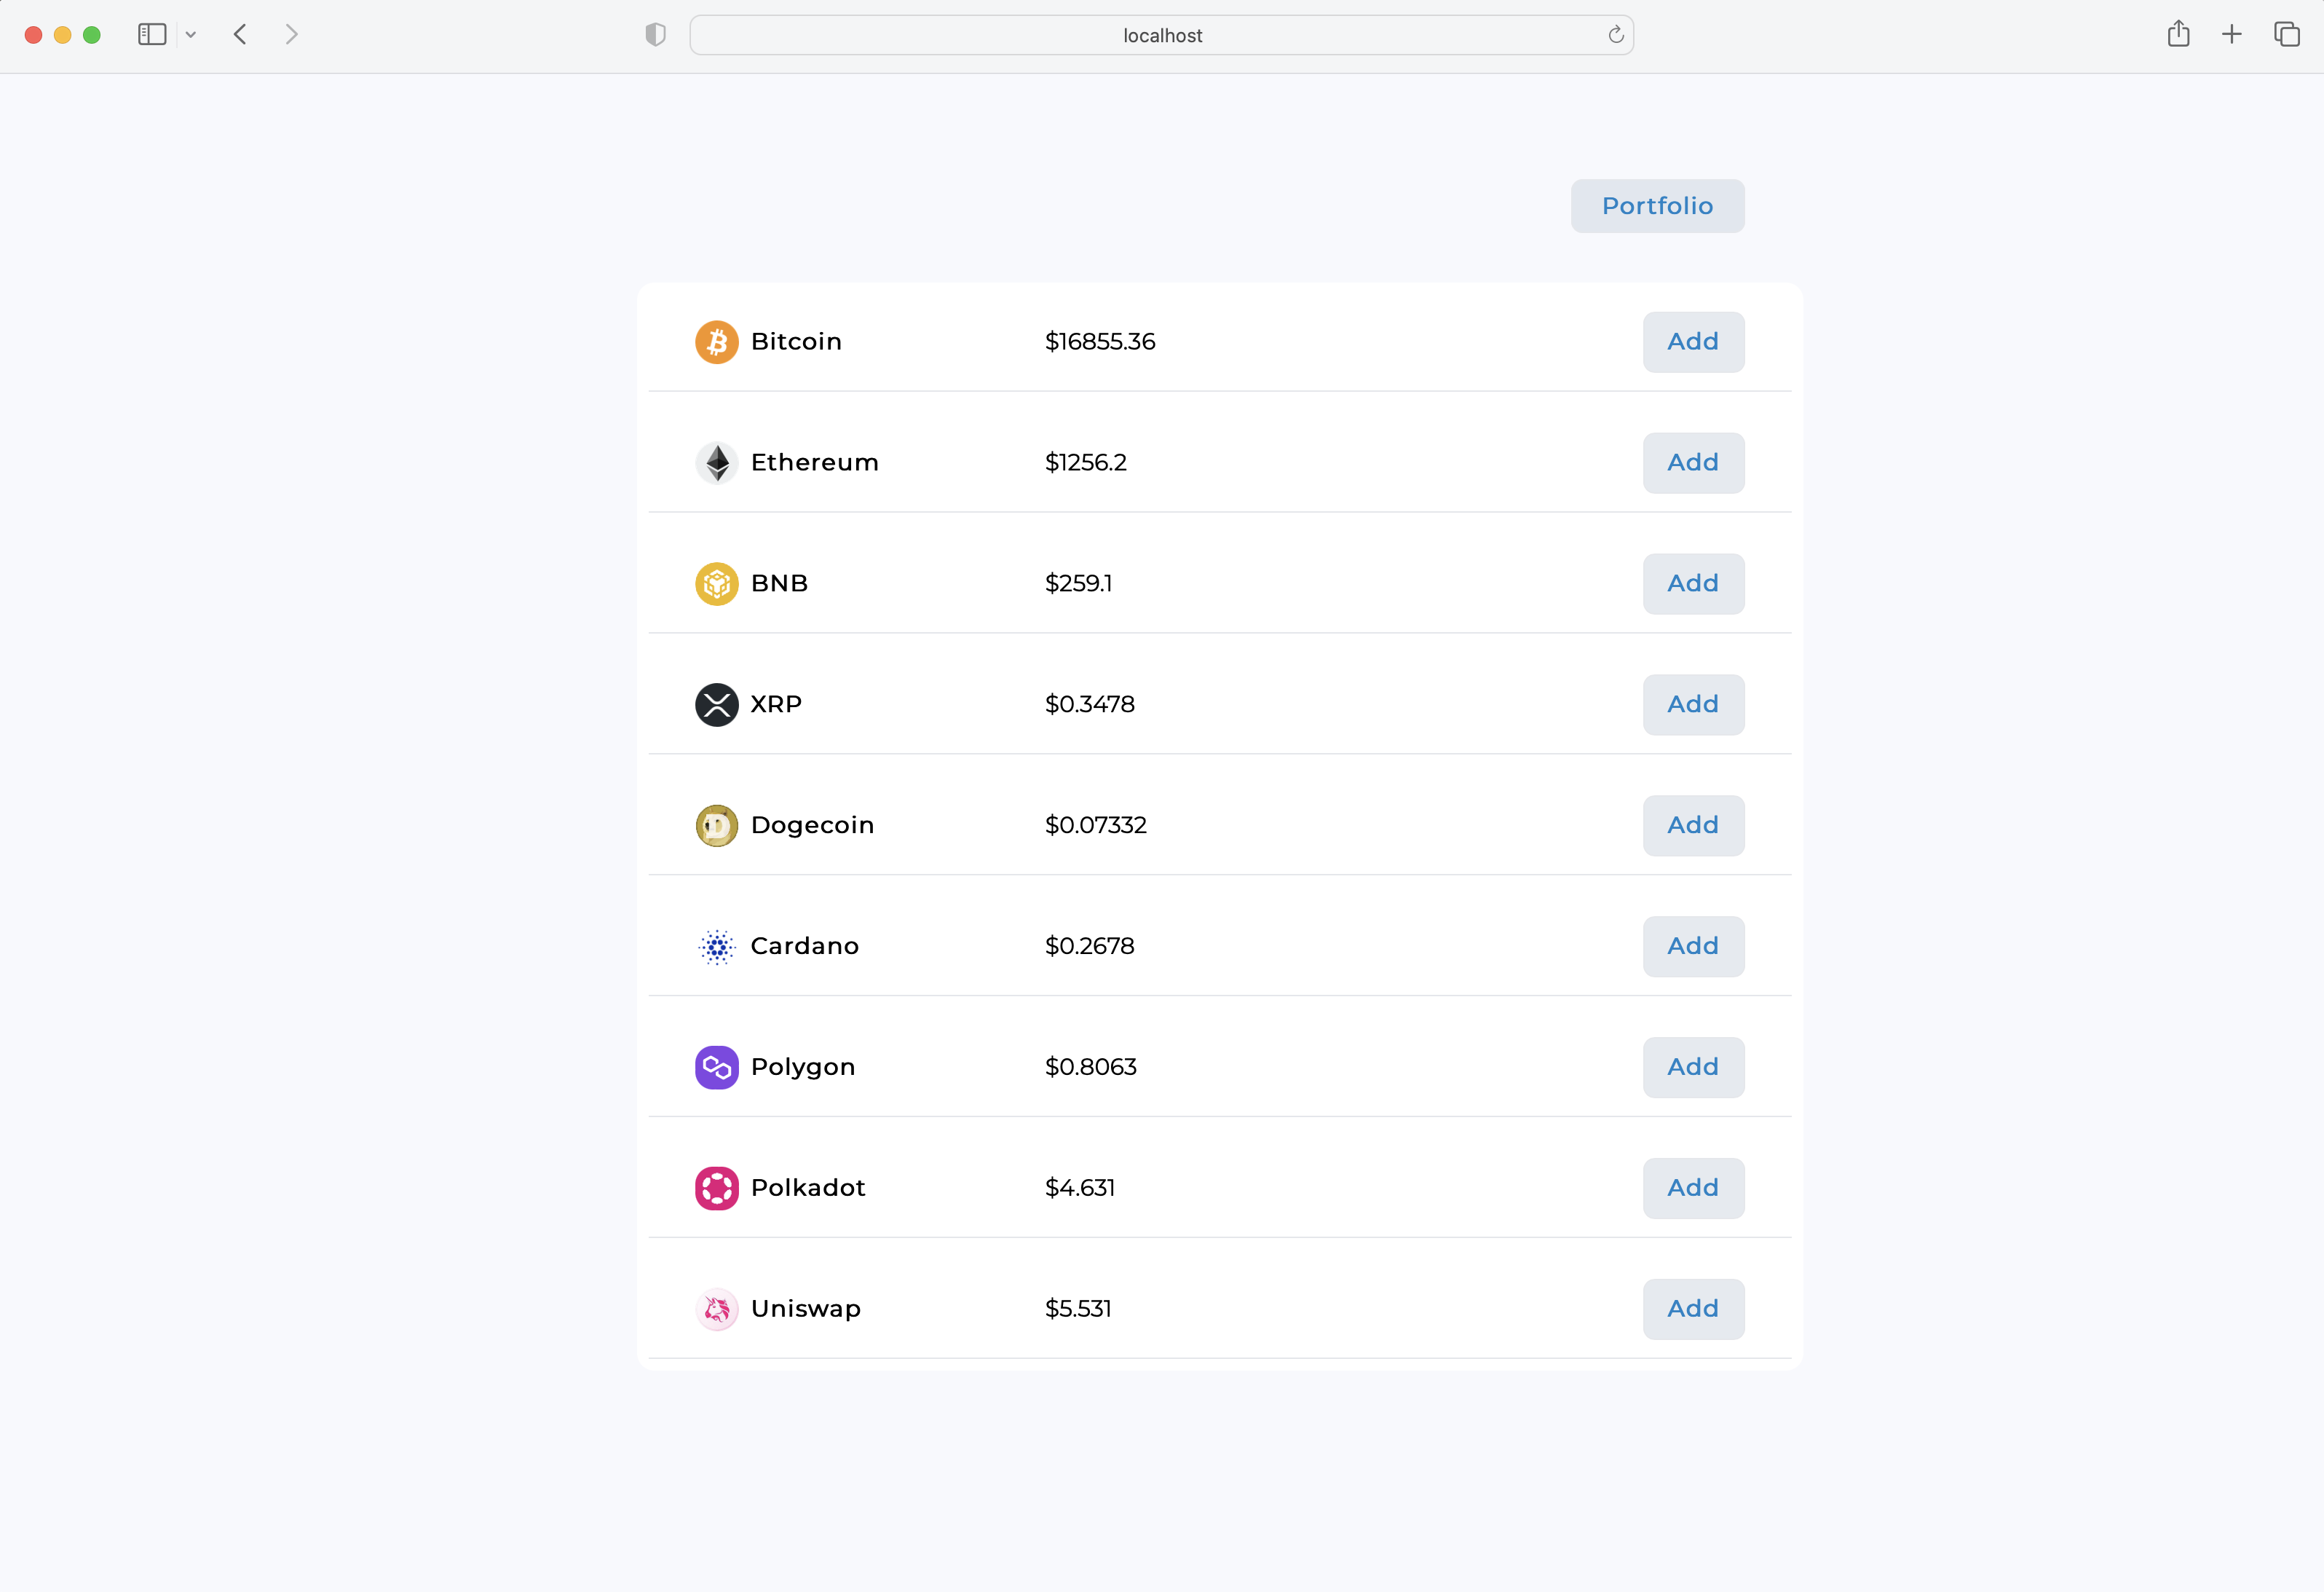 localhost
Portfolio
Bitcoin $16855.36 Add
Ethereum $1256.2 Add
BNB $259.1 Add
XRP $0.3478 Add
Dogecoin $0.07332 Add
Cardano $0.2678 Add
Polygon $0.8063 Add
Polkadot $4.631 Add
Uniswap $5.531 Add